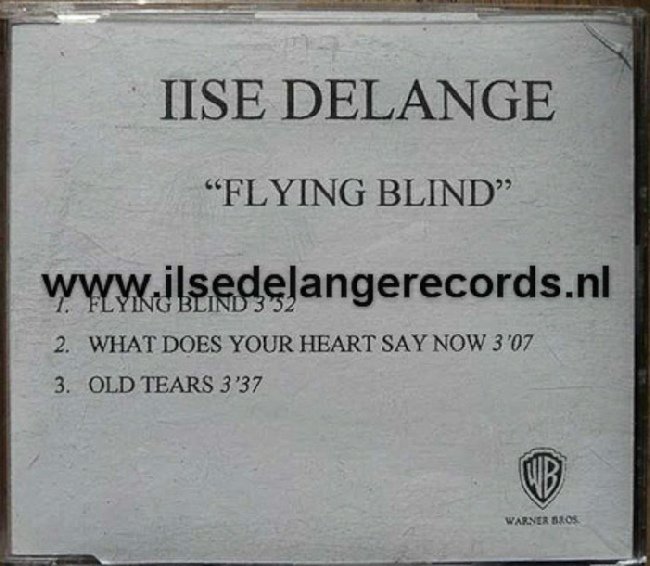 IISE DELANGE
“FLYING BLIND”
www.ilsedelangerecords.nl
1. FLYING BLIND 3’52
2. WHAT DOES YOUR HEART SAY NOW 3’07
3. OLD TEARS 3’37
WB
WARNER BROS.